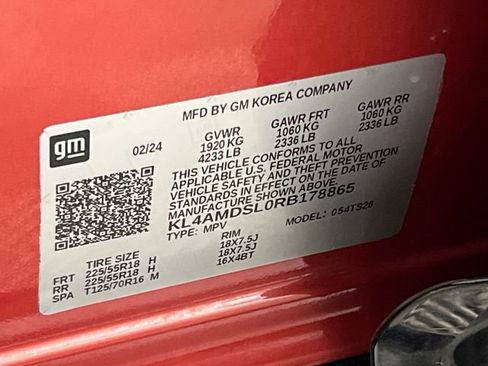 gm
MFD BY GM KOREA COMPANY
02/24
GVWR GAWR FRT GAWR RR
1920 KG 1060 KG 1060 KG
4233 LB 2336 LB 2336 LB
THIS VEHICLE CONFORMS TO ALL
APPLICABLE U.S. FEDERAL MOTOR
VEHICLE SAFETY AND THEFT PREVENTION
STANDARDS IN EFFECT ON THE DATE OF
MANUFACTURE SHOWN ABOVE.
KL4AMDSL0RB178865
TYPE: MPV MODEL: 054TS26
TIRE SIZE RIM
FRT 225/55R18 H 18X7.5J
RR 225/55R18 H 18X7.5J
SPA T125/70R16 M 16X4BT